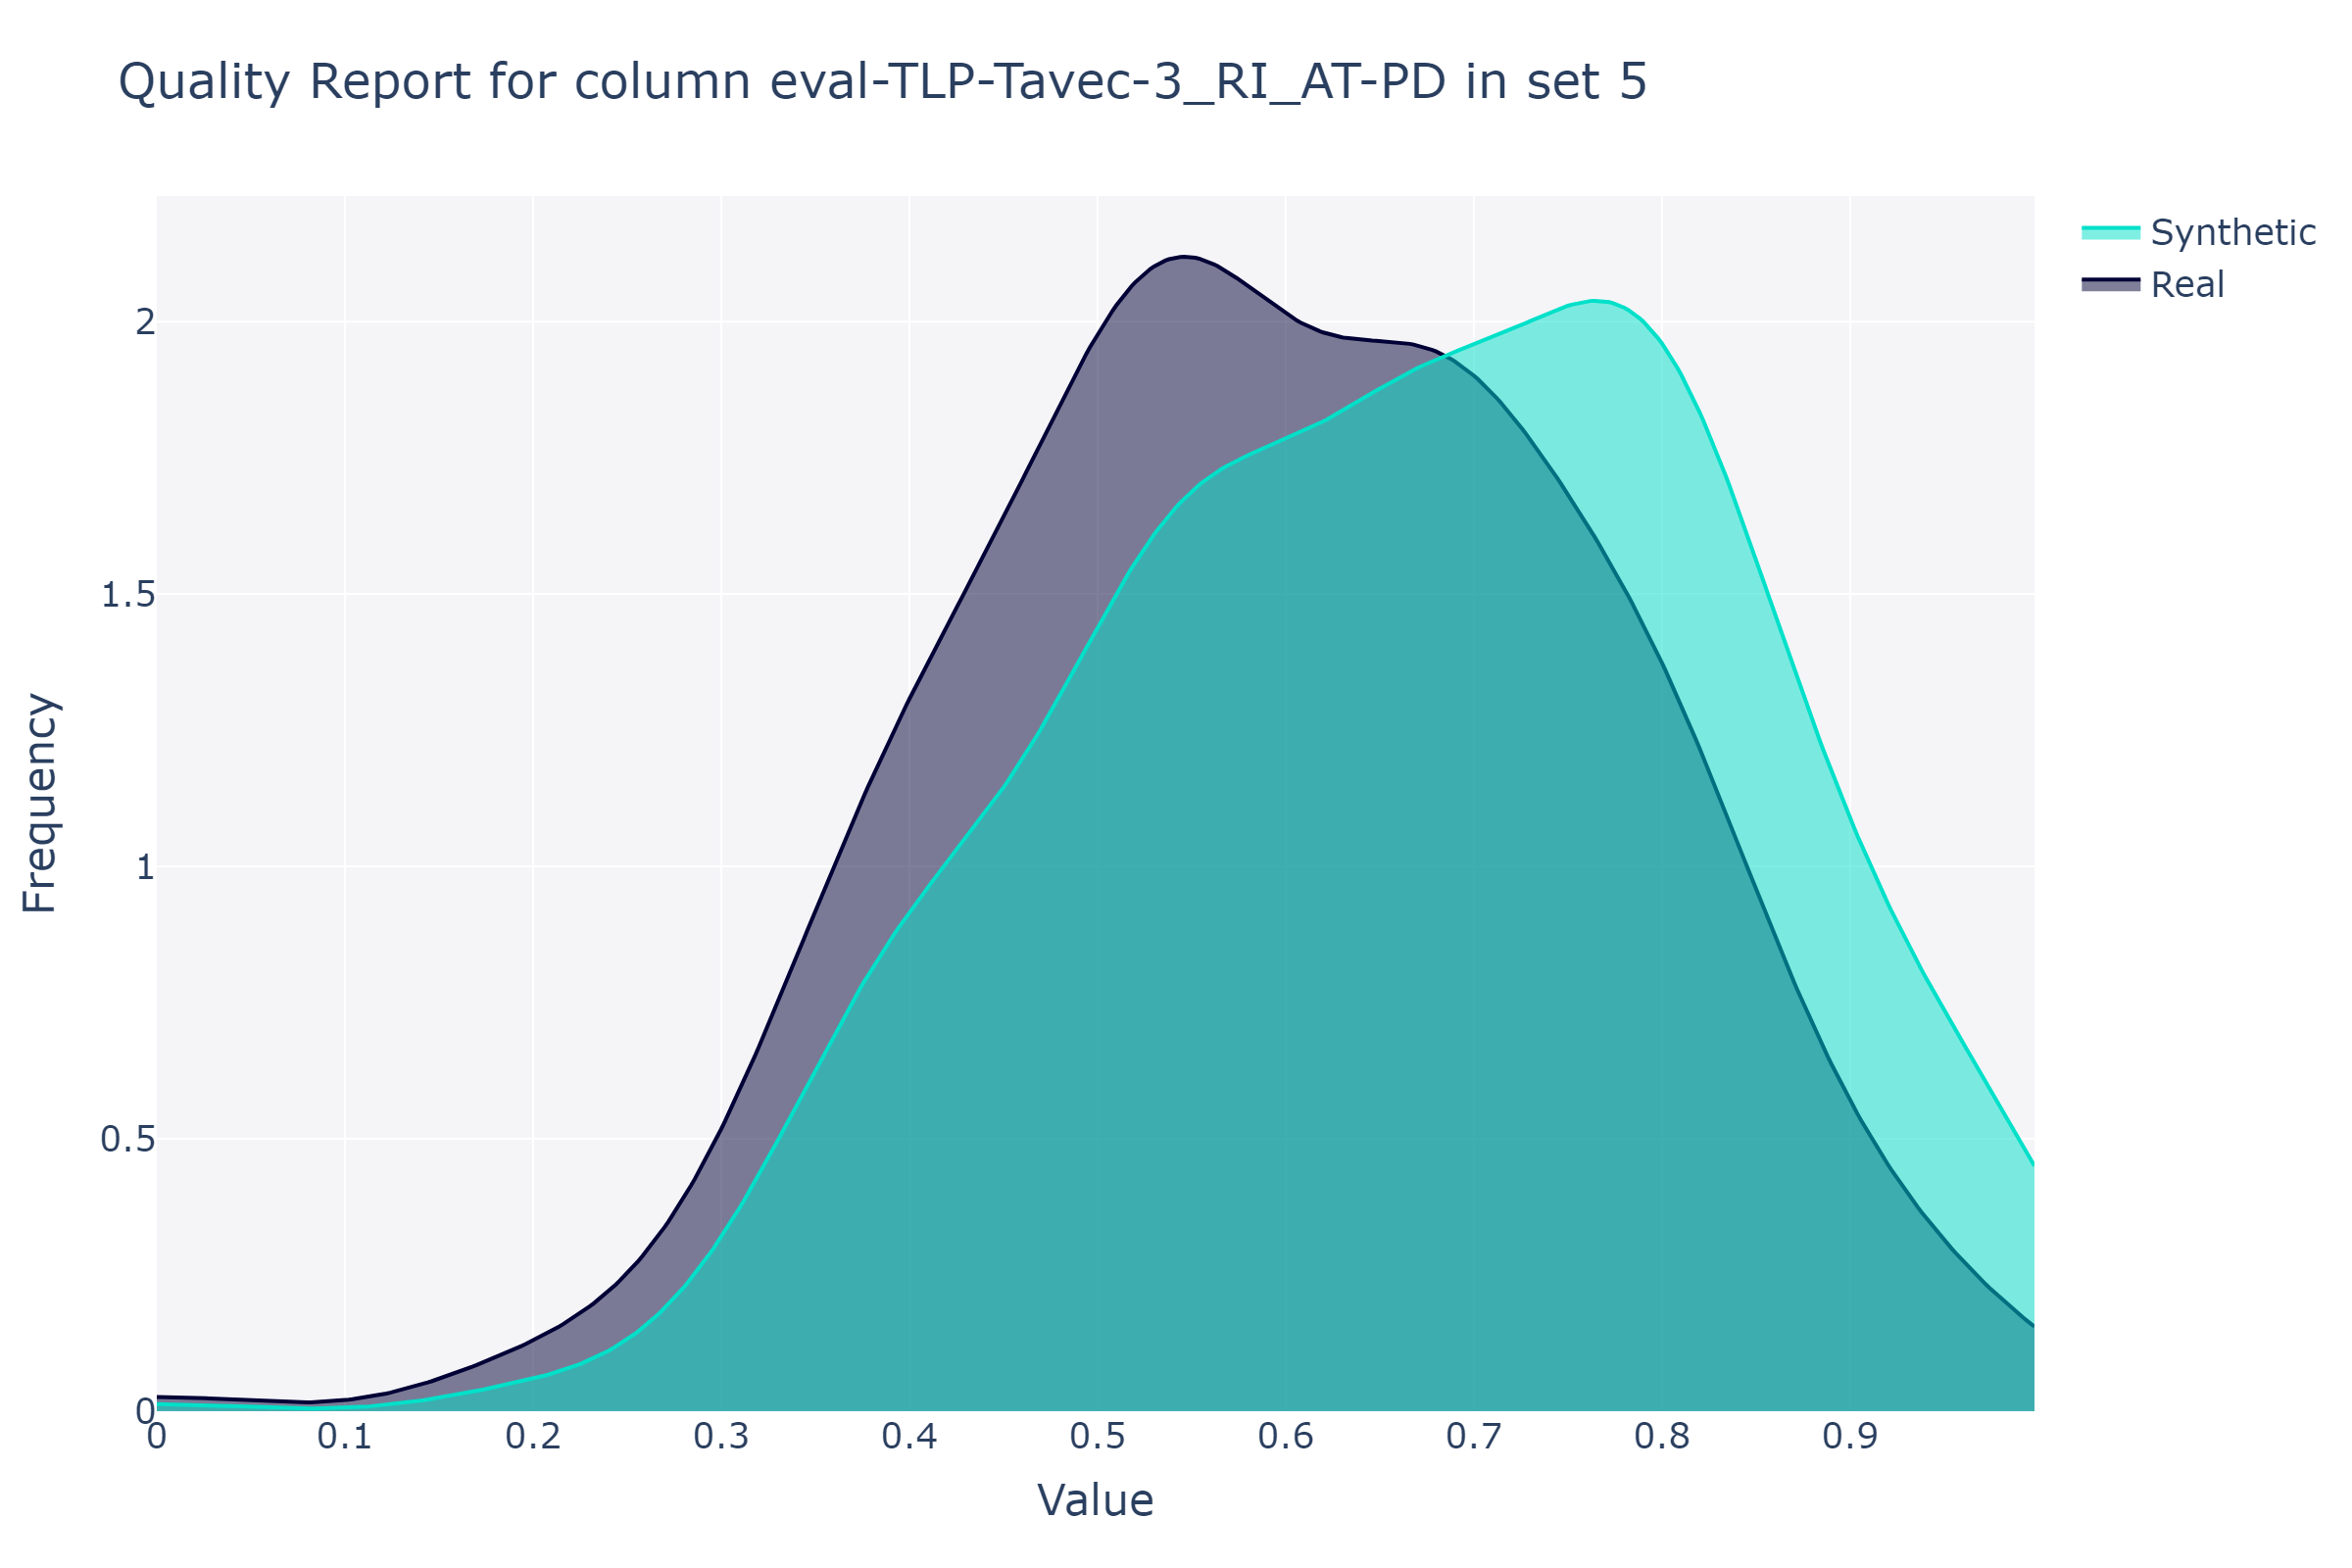 Quality Report for column eval-TLP-Tavec-3_RI_AT-PD in set 5
Synthetic
Real
Frequency
2
1.5
1
0.5
0
0 0.1 0.2 0.3 0.4 0.5 0.6 0.7 0.8 0.9
Value